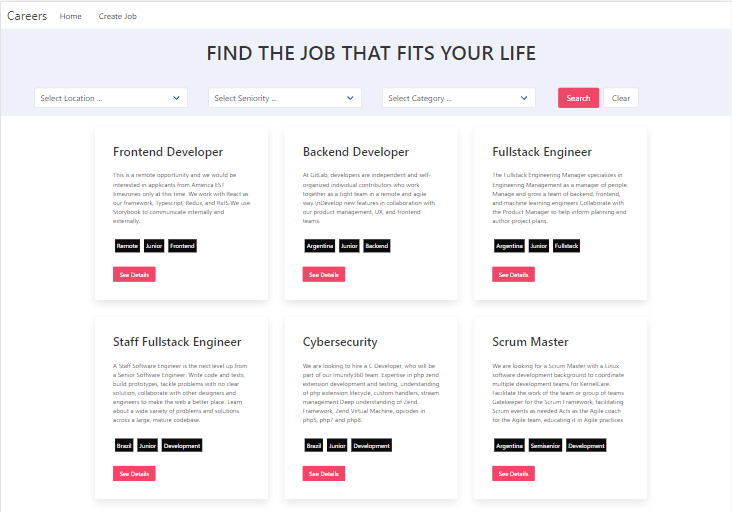 Careers Home Create Job
FIND THE JOB THAT FITS YOUR LIFE
Select Location ... Select Seniority ... Select Category ... Search Clear
Frontend Developer
This is a remote opportunity and we would be
interested in applicants from America EST
timezones only at this time. We work with React as
our framework, Typescript, Redux, and RxJS We use
Storybook to communicate internally and
externally.
Remote Junior Frontend
See Details
Backend Developer
At GitLab, developers are independent and self-
organized individual contributors who work
together as a tight team in a remote and agile
way.\nDevelop new features in collaboration with
our product management, UX, and frontend
teams.
Argentina Junior Backend
See Details
Fullstack Engineer
The Fullstack Engineering Manager specializes in
Engineering Management as a manager of people
Manage and grow a team of backend, frontend,
and machine learning engineers Collaborate with
the Product Manager to help inform planning and
author project plans.
Argentina Junior Fullstack
See Details
Staff Fullstack Engineer
A Staff Software Engineer is the next level up from
a Senior Software Engineer. Write code and tests,
build prototypes, tackle problems with no clear
solution, collaborate with other designers and
engineers to make the web a better place. Learn
about a wide variety of problems and solutions
across a large, mature codebase.
Brazil Junior Development
See Details
Cybersecurity
We are looking to hire a C Developer, who will be
part of our Imunify360 team. Expertise in php zend
extension development and testing, understanding
of php extension lifecycle, custom handlers, stream
management Deep understanding of Zend
Framework, Zend Virtual Machine, opcodes in
php5, php7 and php8.
Brazil Junior Development
See Details
Scrum Master
We are looking for a Scrum Master with a Linux
software development background to coordinate
multiple development teams for KernelCare.
Facilitate the work of the team or group of teams
Gatekeeper for the Scrum Framework, facilitating
Scrum events as needed Acts as the Agile coach
for the Agile team, educating it in Agile practices
Argentina Semisenior Development
See Details